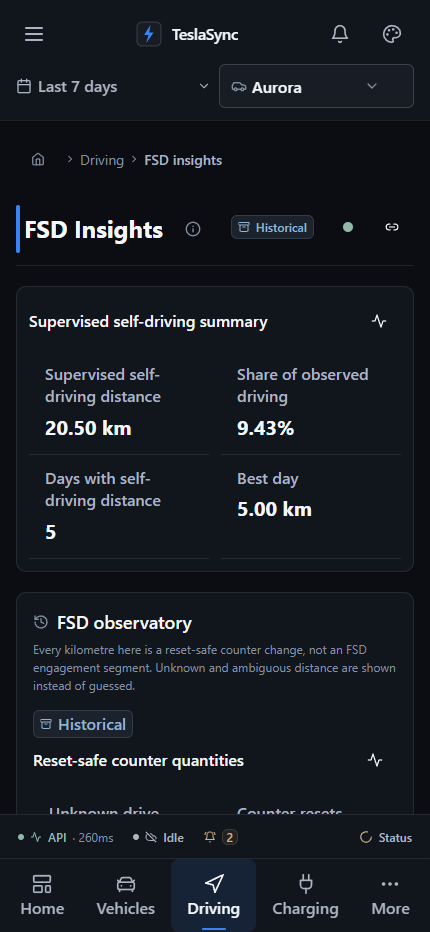 TeslaSync
Last 7 days
Aurora
Driving
FSD insights
FSD Insights
Historical
Supervised self-driving summary
Supervised self-
driving distance
20.50 km
Share of observed
driving
9.43%
Days with self-
driving distance
5
Best day
5.00 km
FSD observatory
Every kilometre here is a reset-safe counter change, not an FSD
engagement segment. Unknown and ambiguous distance are shown
instead of guessed.
Historical
Reset-safe counter quantities
Unknown drive
Counter resets
API · 260ms
Idle
2
Status
Home
Vehicles
Driving
Charging
More